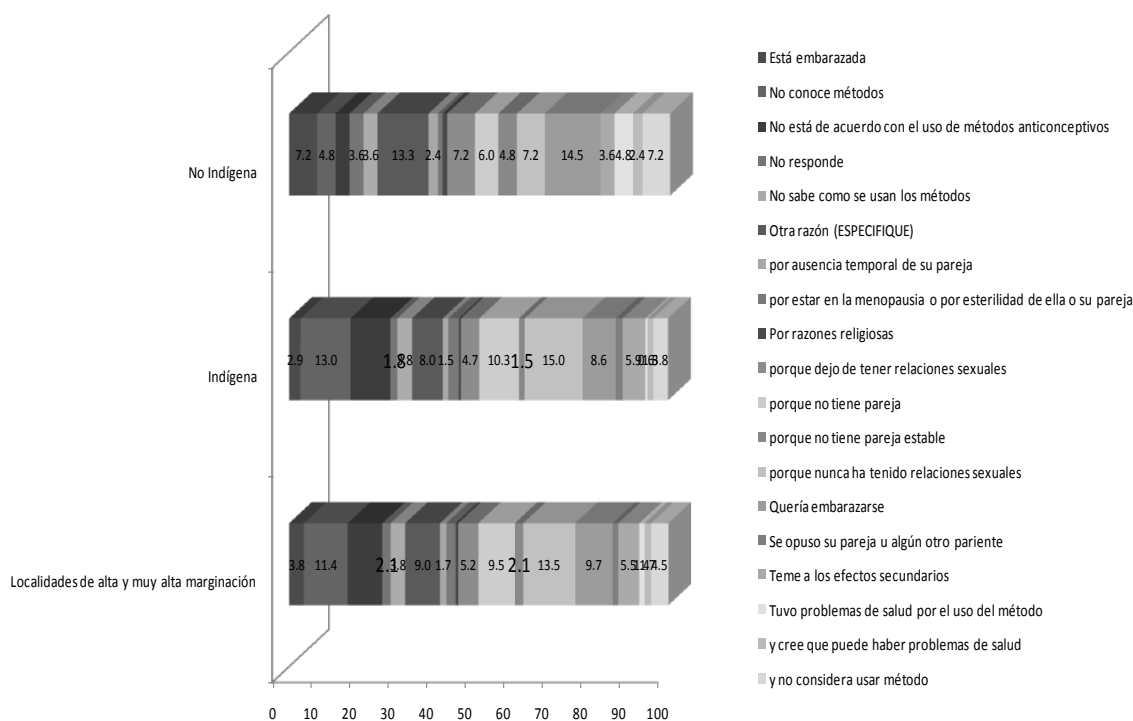 No Indígena
7.2 4.8 3.6 3.6 13.3 2.4 7.2 6.0 4.8 7.2 14.5 3.6 4.8 2.4 7.2
Indígena
2.9 13.0 1.8 8.0 1.5 4.7 10.3 1.5 15.0 8.6 5.9 3.8
Localidades de alta y muy alta marginación
3.8 11.4 2.1 3.8 9.0 1.7 5.2 9.5 2.1 13.5 9.7 5.5 4.5
0 10 20 30 40 50 60 70 80 90 100
Está embarazada
No conoce métodos
No está de acuerdo con el uso de métodos anticonceptivos
No responde
No sabe como se usan los métodos
Otra razón (ESPECIFIQUE)
por ausencia temporal de su pareja
por estar en la menopausia o por esterilidad de ella o su pareja
Por razones religiosas
porque dejo de tener relaciones sexuales
porque no tiene pareja
porque no tiene pareja estable
porque nunca ha tenido relaciones sexuales
Quería embarazarse
Se opuso su pareja u algún otro pariente
Teme a los efectos secundarios
Tuvo problemas de salud por el uso del método
y cree que puede haber problemas de salud
y no considera usar método